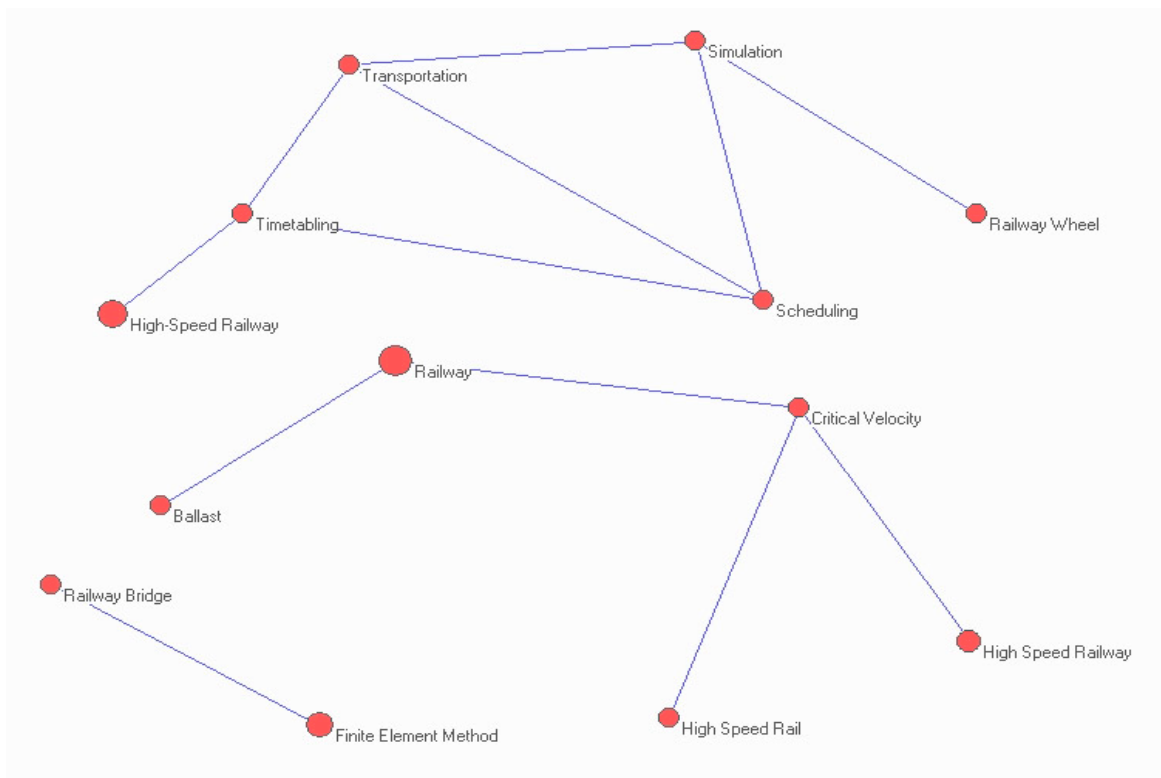 Simulation
Transportation
Timetabling
Railway Wheel
Scheduling
High-Speed Railway
Railway
Critical Velocity
Ballast
Railway Bridge
High Speed Railway
High Speed Rail
Finite Element Method